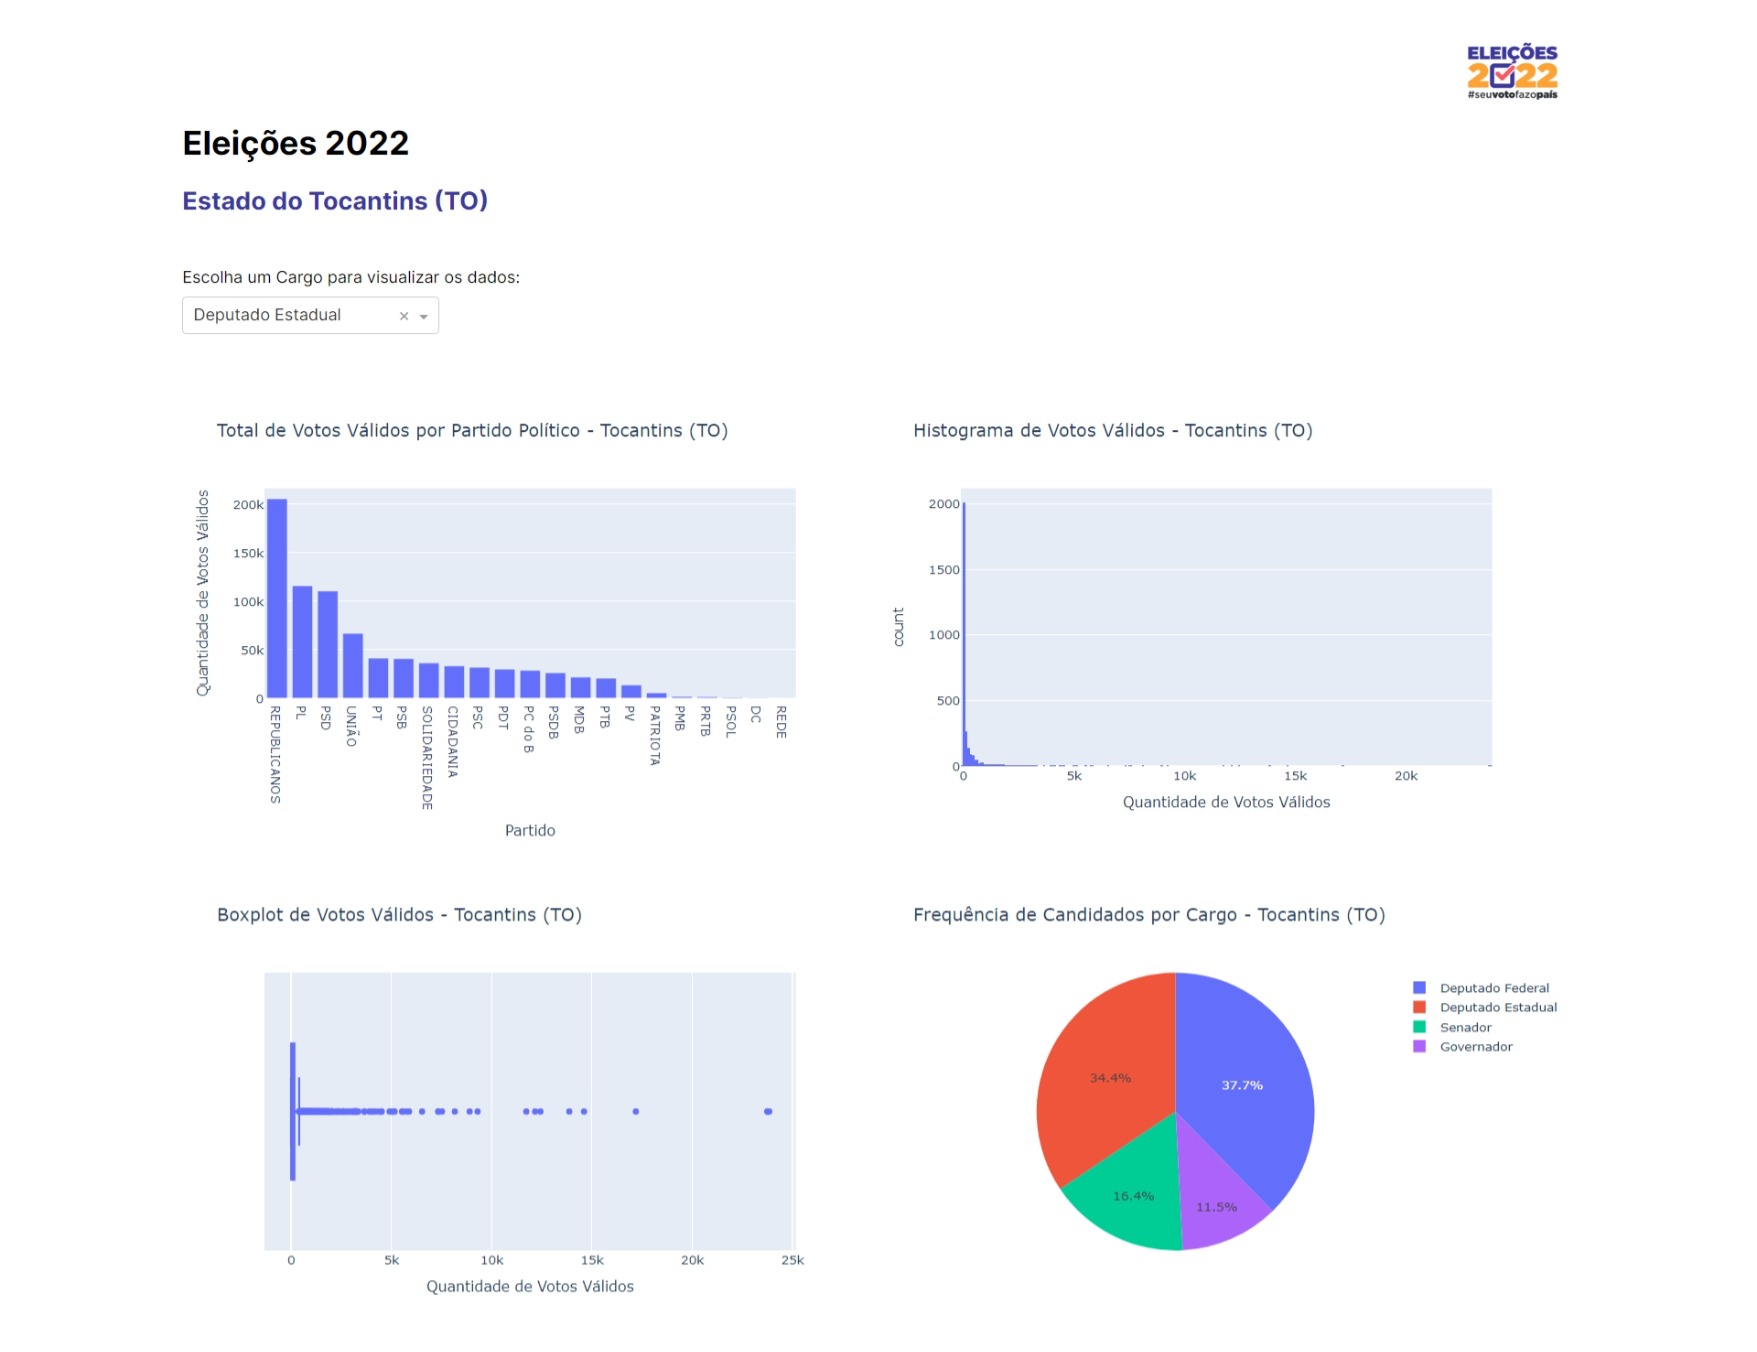 ELEIÇÕES
2022
#seuvotofazopaís
Eleições 2022
Estado do Tocantins (TO)
Escolha um Cargo para visualizar os dados:
Deputado Estadual × 
Total de Votos Válidos por Partido Político - Tocantins (TO)
Quantidade de Votos Válidos
200k
150k
100k
50k
0
REPUBLICANOS
PL
PSD
UNIÃO
PT
PSB
SOLIDARIEDADE
CIDADANIA
PSC
PDT
PC do B
PSDB
MDB
PTB
PV
PATRIOTA
PMB
PRTB
PSOL
DC
REDE
Partido
Histograma de Votos Válidos - Tocantins (TO)
count
2000
1500
1000
500
0
0 5k 10k 15k 20k
Quantidade de Votos Válidos
Boxplot de Votos Válidos - Tocantins (TO)
0 5k 10k 15k 20k 25k
Quantidade de Votos Válidos
Frequência de Candidados por Cargo - Tocantins (TO)
34.4%
37.7%
16.4%
11.5%
Deputado Federal
Deputado Estadual
Senador
Governador